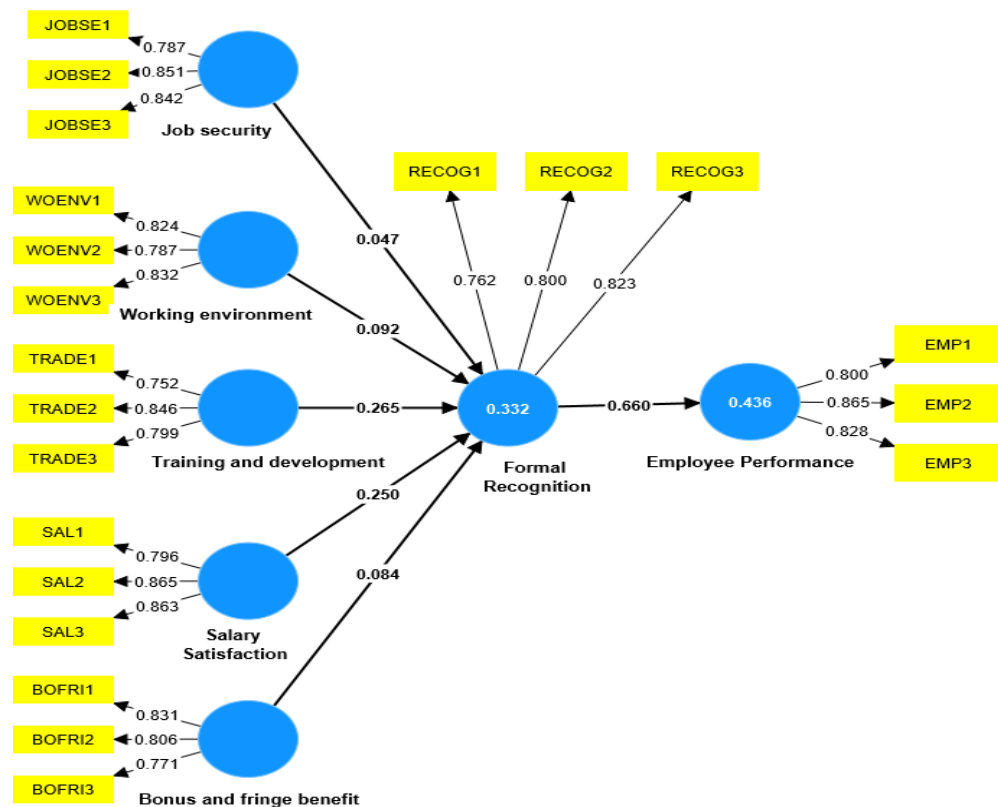 JOBSE1
0.787
JOBSE2
0.851
JOBSE3
0.842
Job security
RECOG1
RECOG2
RECOG3
0.762
0.800
0.823
WOENV1
0.824
WOENV2
0.787
WOENV3
0.832
Working environment
0.047
0.092
TRADE1
0.752
TRADE2
0.846
TRADE3
0.799
Training and development
0.265
0.332
Formal
Recognition
0.660
0.436
Employee Performance
EMP1
0.800
EMP2
0.865
EMP3
0.828
SAL1
0.796
SAL2
0.865
SAL3
0.863
Salary
Satisfaction
0.250
0.084
BOFRI1
0.831
BOFRI2
0.806
BOFRI3
0.771
Bonus and fringe benefit